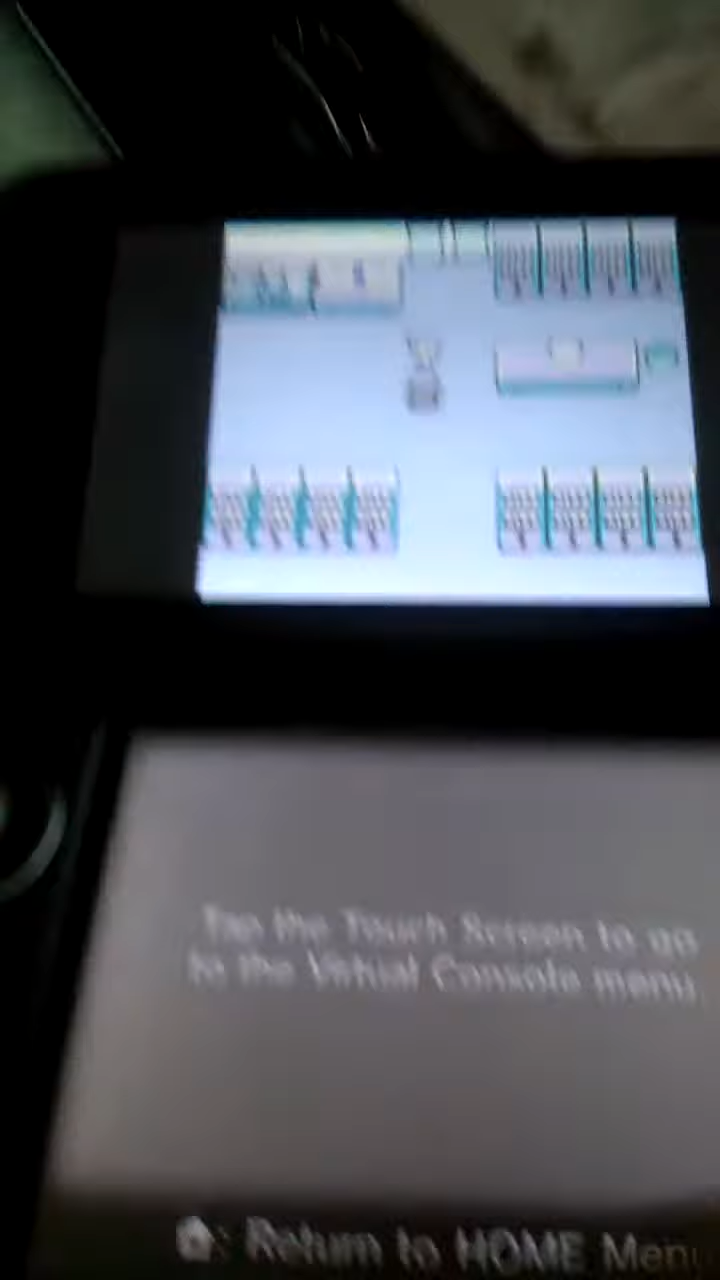 Tap the Touch Screen to go
to the Virtual Console menu.
: Return to HOME Menu